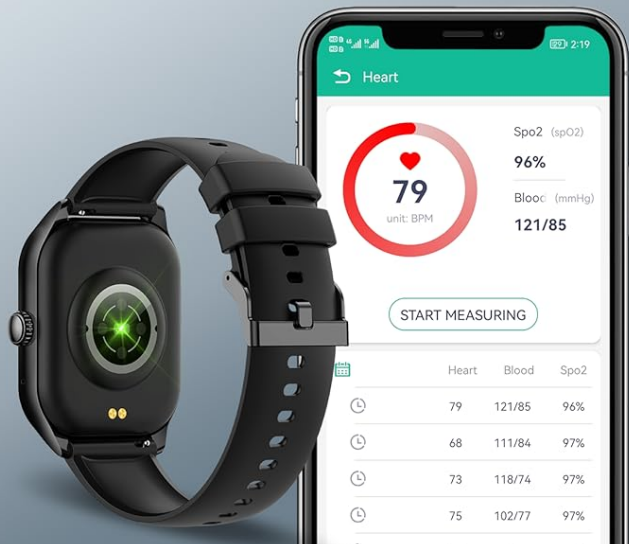 2:19
Heart
79
unit: BPM
Spo2 (spO2)
96%
Blood (mmHg)
121/85
START MEASURING
Heart Blood Spo2
79 121/85 96%
68 111/84 97%
73 118/74 97%
75 102/77 97%